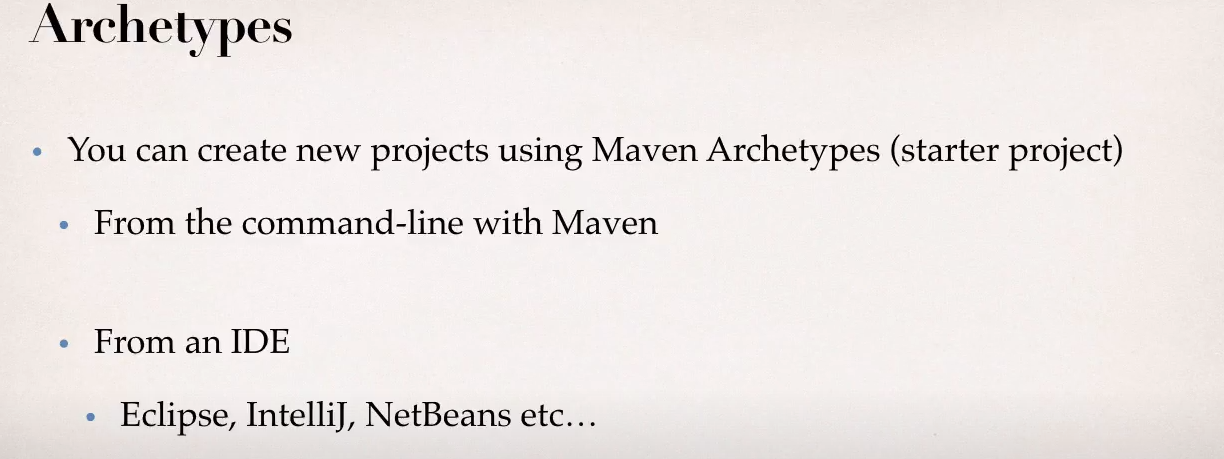 Archetypes
• You can create new projects using Maven Archetypes (starter project)
• From the command-line with Maven
• From an IDE
• Eclipse, IntelliJ, NetBeans etc…